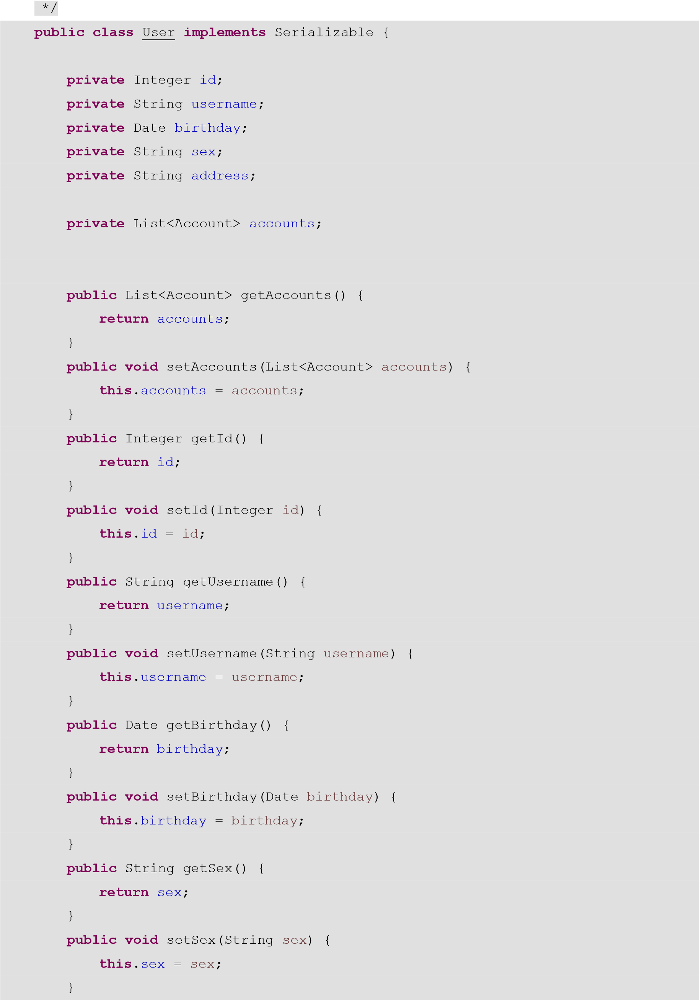 */
public class User implements Serializable {
private Integer id;
private String username;
private Date birthday;
private String sex;
private String address;
private List<Account> accounts;
public List<Account> getAccounts() {
return accounts;
}
public void setAccounts(List<Account> accounts) {
this.accounts = accounts;
}
public Integer getId() {
return id;
}
public void setId(Integer id) {
this.id = id;
}
public String getUsername() {
return username;
}
public void setUsername(String username) {
this.username = username;
}
public Date getBirthday() {
return birthday;
}
public void setBirthday(Date birthday) {
this.birthday = birthday;
}
public String getSex() {
return sex;
}
public void setSex(String sex) {
this.sex = sex;
}